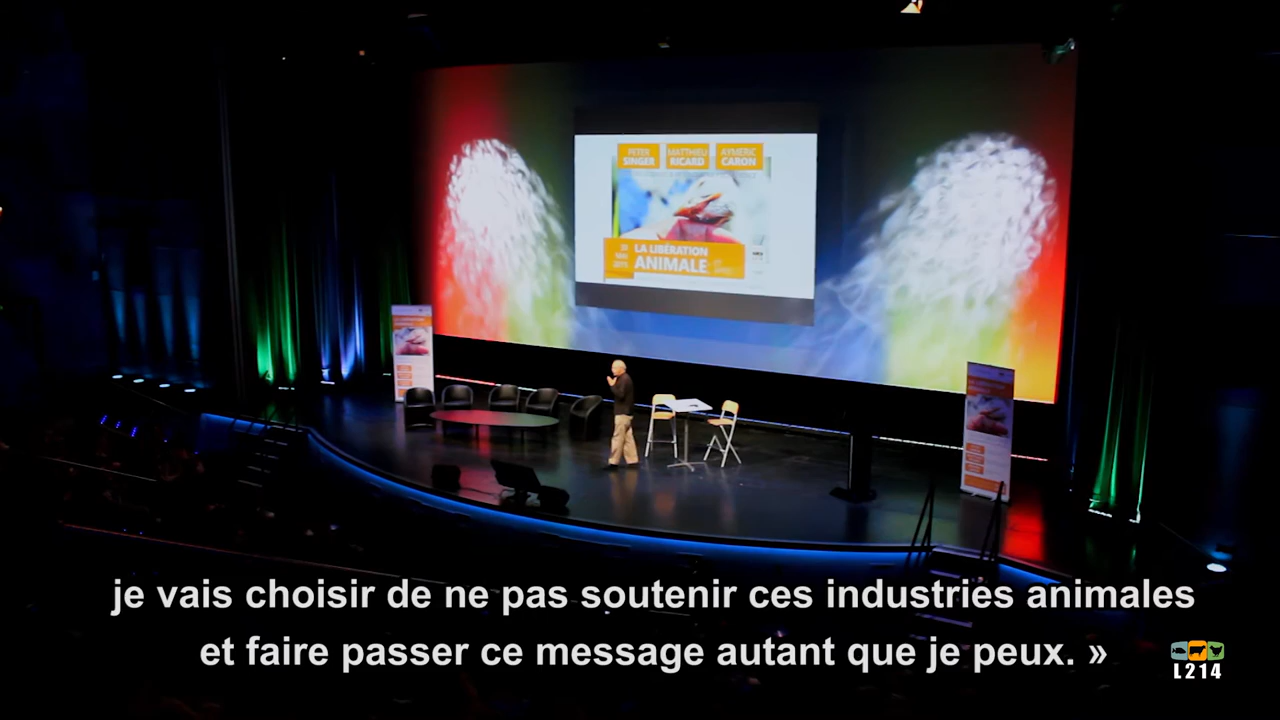 PETER
SINGER
MATTHIEU
RICARD
AYMERIC
CARON
LA LIBÉRATION
ANIMALE
je vais choisir de ne pas soutenir ces industries animales
et faire passer ce message autant que je peux. »
L214